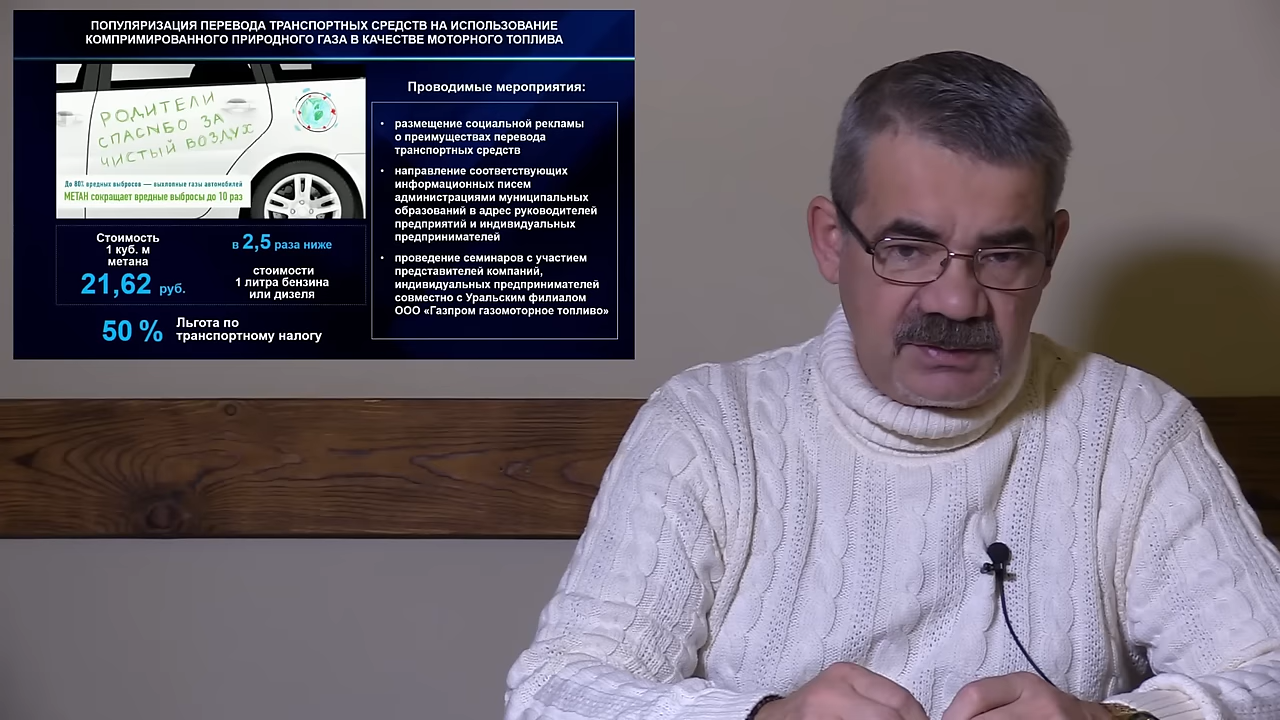 ПОПУЛЯРИЗАЦИЯ ПЕРЕВОДА ТРАНСПОРТНЫХ СРЕДСТВ НА ИСПОЛЬЗОВАНИЕ
КОМПРИМИРОВАННОГО ПРИРОДНОГО ГАЗА В КАЧЕСТВЕ МОТОРНОГО ТОПЛИВА
РОДИТЕЛИ
СПАСИБО ЗА
ЧИСТЫЙ ВОЗДУХ
До 80% вредных выбросов — выхлопные газы автомобилей
МЕТАН сокращает вредные выбросы до 10 раз
Стоимость
1 куб. м
метана
21,62 руб.
в 2,5 раза ниже
стоимости
1 литра бензина
или дизеля
50 %
Льгота по
транспортному налогу
Проводимые мероприятия:
• размещение социальной рекламы
о преимуществах перевода
транспортных средств
• направление соответствующих
информационных писем
администрациями муниципальных
образований в адрес руководителей
предприятий и индивидуальных
предпринимателей
• проведение семинаров с участием
представителей компаний,
индивидуальных предпринимателей
совместно с Уральским филиалом
ООО «Газпром газомоторное топливо»